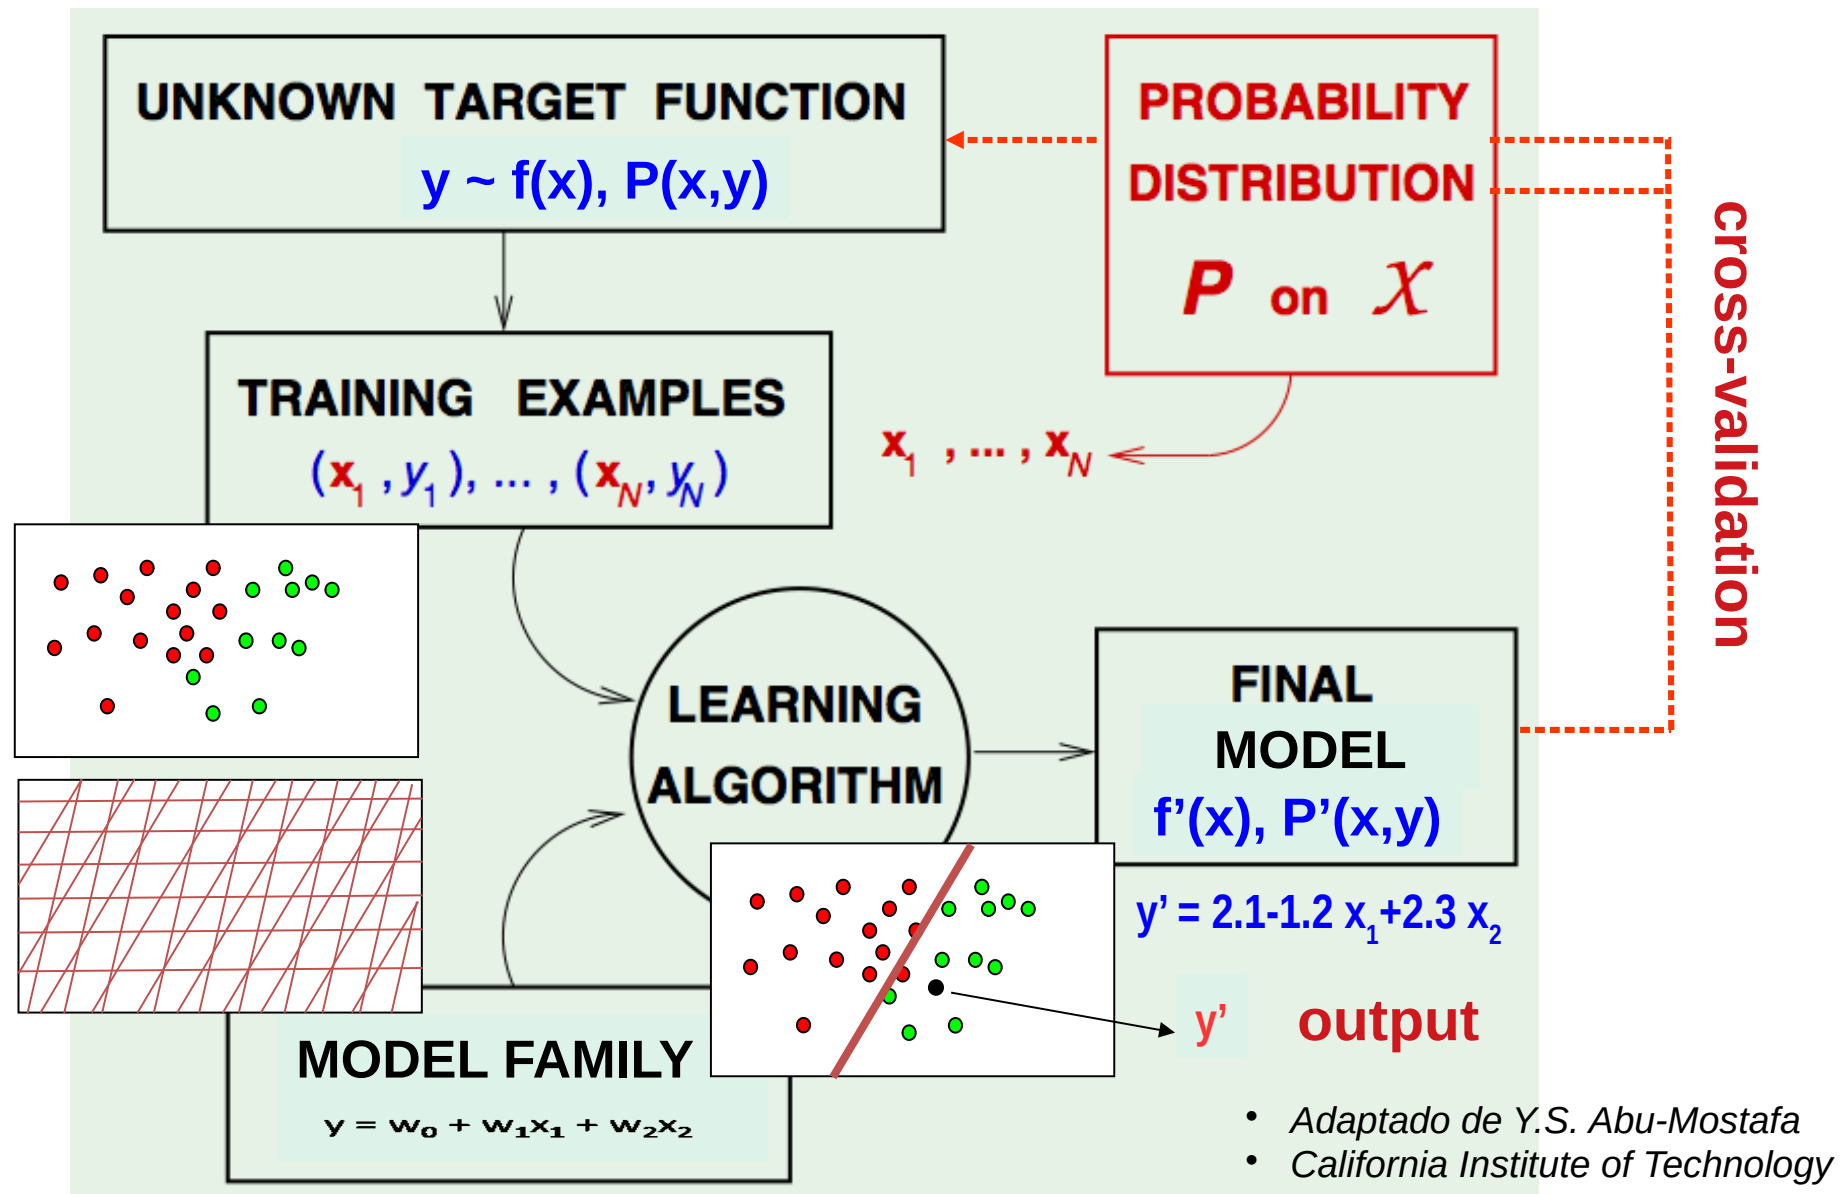 UNKNOWN TARGET FUNCTION
y ~ f(x), P(x,y)
PROBABILITY
DISTRIBUTION
P on X
cross-validation
TRAINING EXAMPLES
(x1 , y1 ), ... , (xN, yN )
x1 , ... , xN
LEARNING
ALGORITHM
FINAL
MODEL
f’(x), P’(x,y)
y’ = 2.1-1.2 x1+2.3 x2
y’ output
MODEL FAMILY
y = w0 + w1x1 + w2x2
• Adaptado de Y.S. Abu-Mostafa
• California Institute of Technology